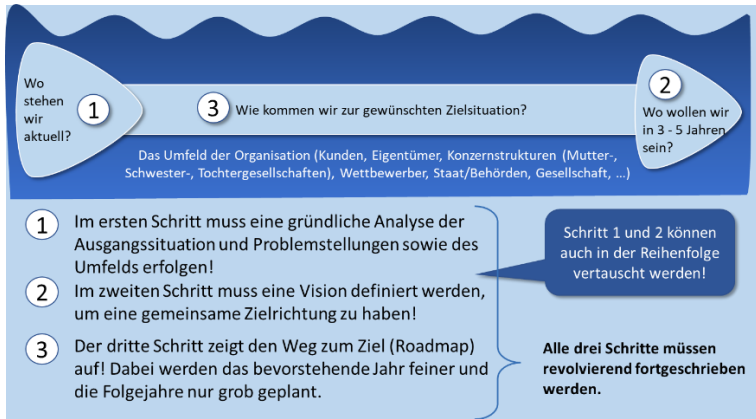 Wo
stehen
wir
aktuell?
1
3
Wie kommen wir zur gewünschten Zielsituation?
2
Wo wollen wir
in 3 - 5 Jahren
sein?
Das Umfeld der Organisation (Kunden, Eigentümer, Konzernstrukturen (Mutter-,
Schwester-, Tochtergesellschaften), Wettbewerber, Staat/Behörden, Gesellschaft, ...)
1
Im ersten Schritt muss eine gründliche Analyse der
Ausgangssituation und Problemstellungen sowie des
Umfelds erfolgen!
2
Im zweiten Schritt muss eine Vision definiert werden,
um eine gemeinsame Zielrichtung zu haben!
3
Der dritte Schritt zeigt den Weg zum Ziel (Roadmap)
auf! Dabei werden das bevorstehende Jahr feiner und
die Folgejahre nur grob geplant.
Schritt 1 und 2 können
auch in der Reihenfolge
vertauscht werden!
Alle drei Schritte müssen
revolvierend fortgeschrieben
werden.